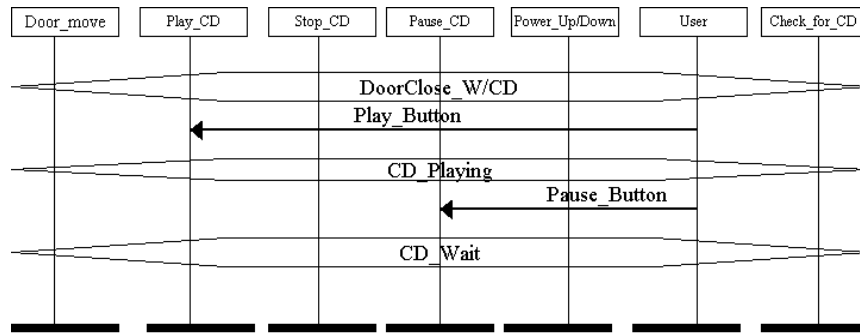 Door_move Play_CD Stop_CD Pause_CD Power_Up/Down User Check_for_CD
DoorClose_W/CD
Play_Button
CD_Playing
Pause_Button
CD_Wait